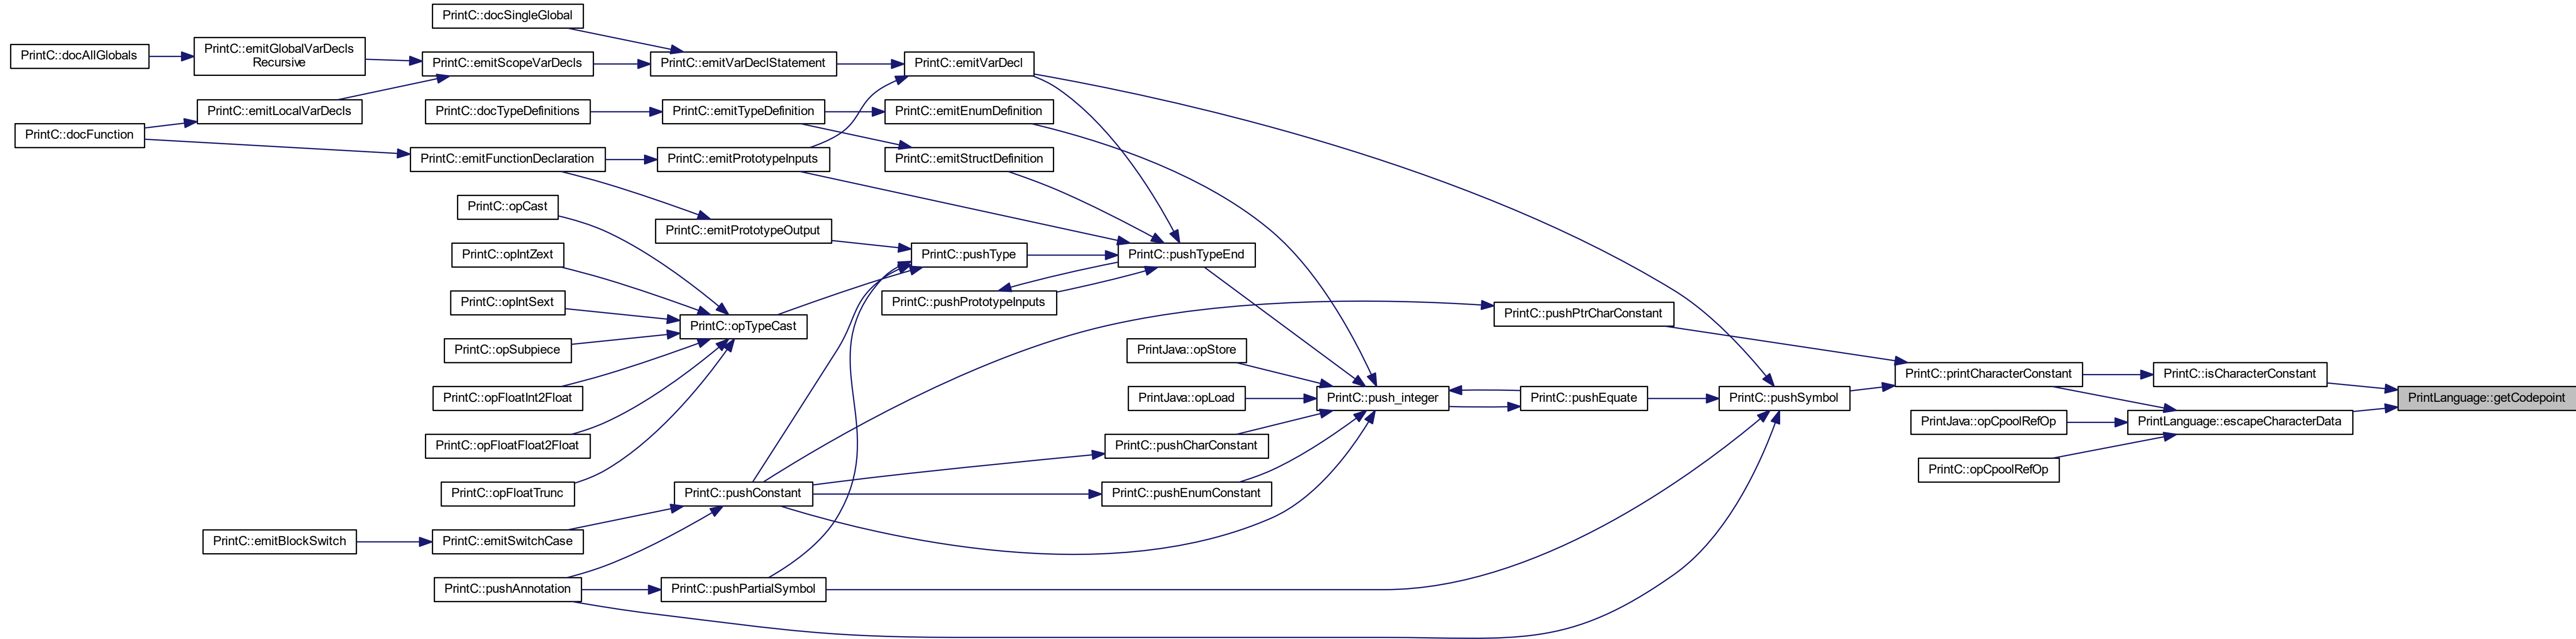 PrintC::docSingleGlobal
PrintC::docAllGlobals
PrintC::emitGlobalVarDecls
Recursive
PrintC::emitScopeVarDecls
PrintC::emitVarDeclStatement
PrintC::emitVarDecl
PrintC::emitLocalVarDecls
PrintC::docTypeDefinitions
PrintC::emitTypeDefinition
PrintC::emitEnumDefinition
PrintC::docFunction
PrintC::emitFunctionDeclaration
PrintC::emitPrototypeInputs
PrintC::emitStructDefinition
PrintC::opCast
PrintC::emitPrototypeOutput
PrintC::opIntZext
PrintC::pushType
PrintC::pushTypeEnd
PrintC::opIntSext
PrintC::pushPrototypeInputs
PrintC::pushPtrCharConstant
PrintC::opTypeCast
PrintC::opSubpiece
PrintJava::opStore
PrintC::printCharacterConstant
PrintC::isCharacterConstant
PrintC::opFloatInt2Float
PrintJava::opLoad
PrintC::push_integer
PrintC::pushEquate
PrintC::pushSymbol
PrintLanguage::getCodepoint
PrintJava::opCpoolRefOp
PrintLanguage::escapeCharacterData
PrintC::opFloatFloat2Float
PrintC::pushCharConstant
PrintC::opCpoolRefOp
PrintC::opFloatTrunc
PrintC::pushConstant
PrintC::pushEnumConstant
PrintC::emitBlockSwitch
PrintC::emitSwitchCase
PrintC::pushAnnotation
PrintC::pushPartialSymbol